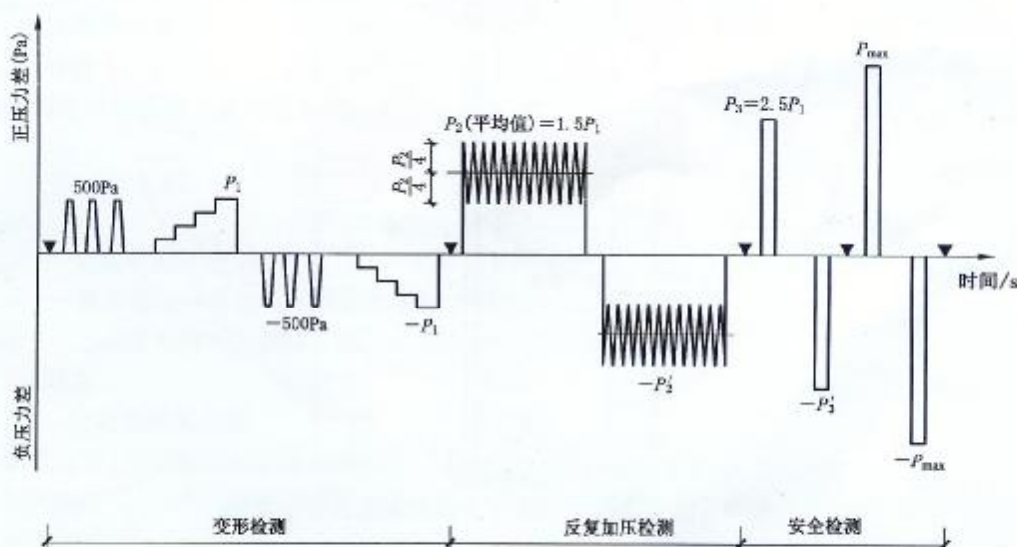 正压力差(Pa)
负压力差
500Pa
P₁
−500Pa
−P₁
P₂(平均值)=1.5P₁
P₂/4
P₂/4
−P₂′
P₃=2.5P₁
Pmax
−P₃′
−Pmax
时间/s
变形检测
反复加压检测
安全检测